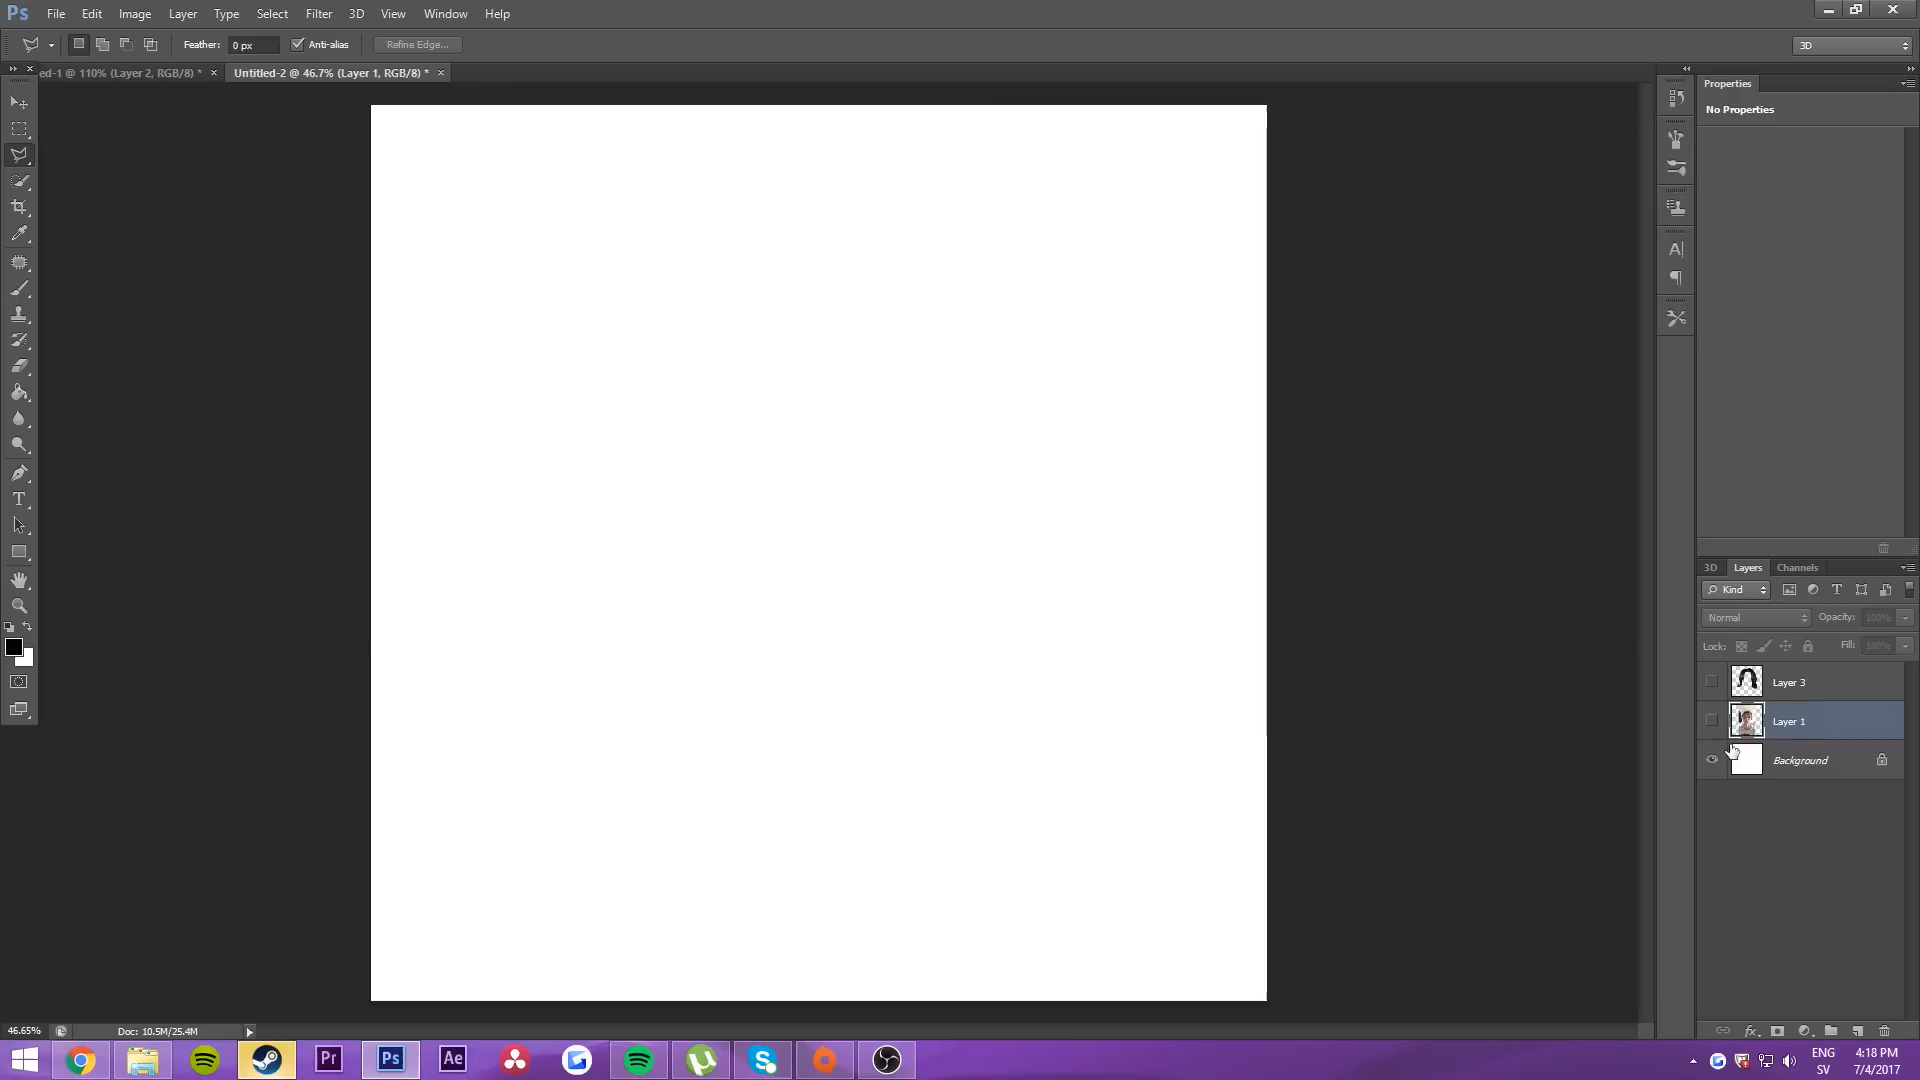 Ps File Edit Image Layer Type Select Filter 3D View Window Help
Feather: 0 px Anti-alias Refine Edge... 3D
ed-1 @ 110% (Layer 2, RGB/8) * × Untitled-2 @ 46.7% (Layer 1, RGB/8) * ×
Properties
No Properties
3D Layers Channels
Kind
Normal Opacity: 100%
Lock: Fill: 100%
Layer 3
Layer 1
Background
46.65% Doc: 10.5M/25.4M
Pr Ps Ae
ENG 4:18 PM
SV 7/4/2017